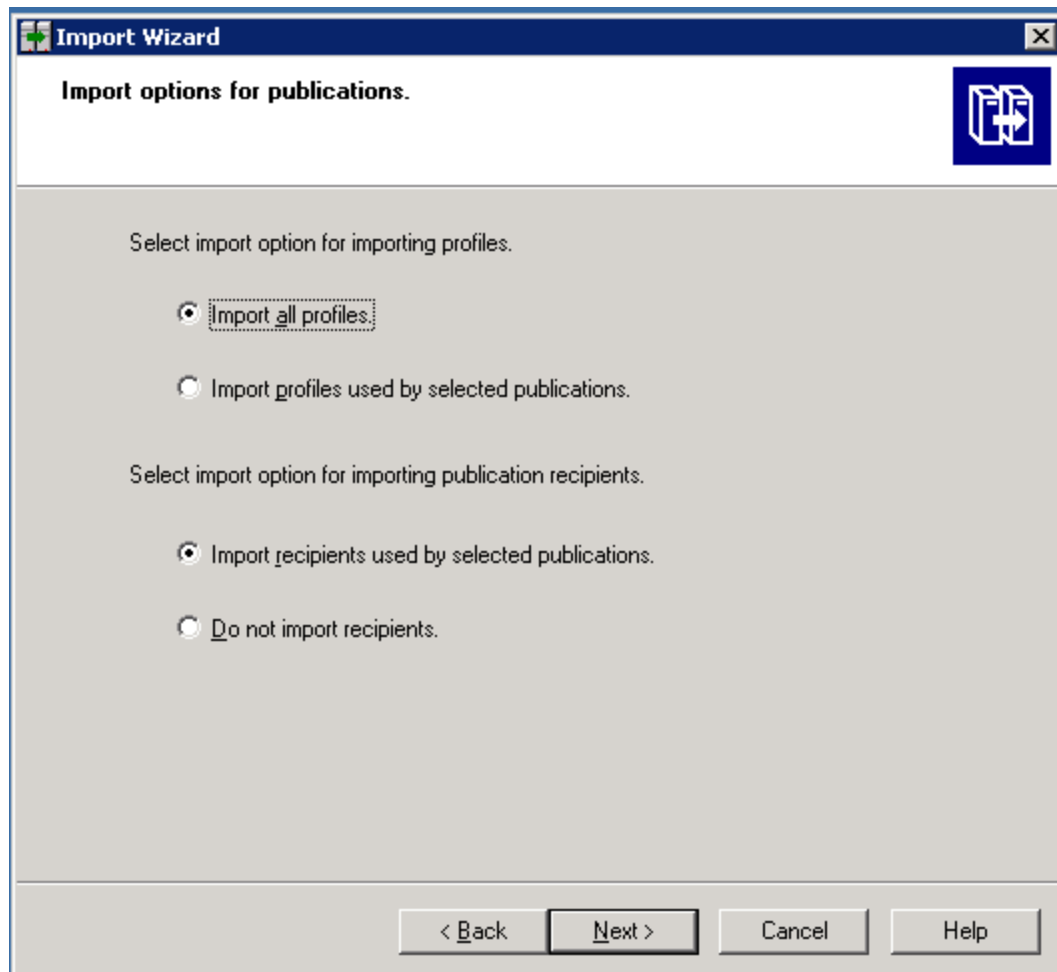 Import Wizard
Import options for publications.
Select import option for importing profiles.
Import all profiles.
Import profiles used by selected publications.
Select import option for importing publication recipients.
Import recipients used by selected publications.
Do not import recipients.
< Back Next > Cancel Help